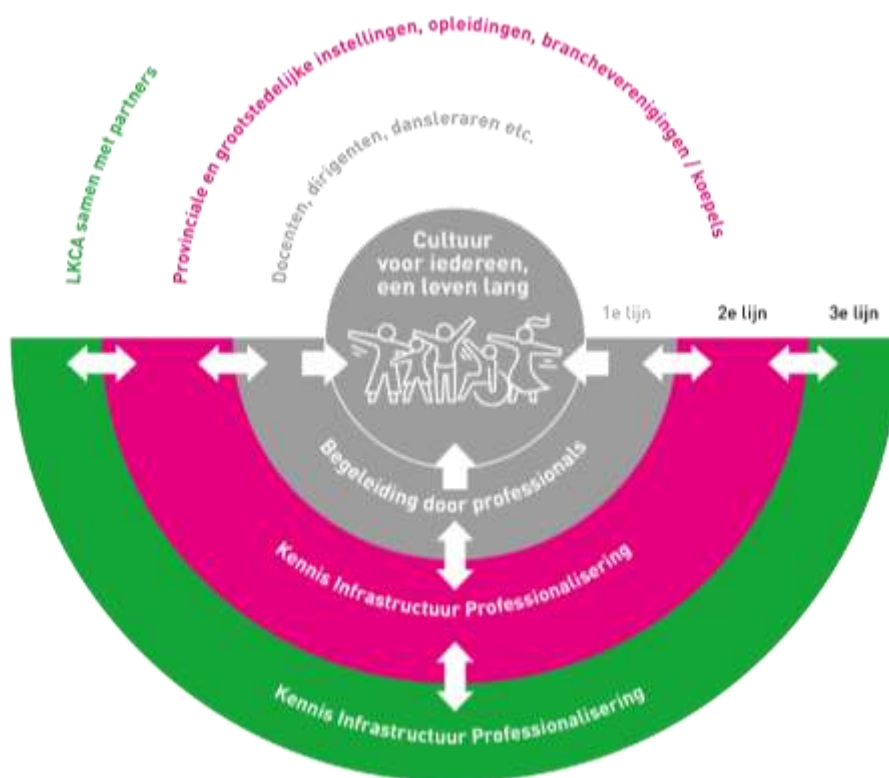 LKCA samen met partners
Provinciale en grootstedelijke instellingen, opleidingen, brancheverenigingen / koepels
Docenten, dirigenten, dansleraren etc.
Cultuur
voor iedereen,
een leven lang
1e lijn
2e lijn
3e lijn
Begeleiding door professionals
Kennis Infrastructuur Professionalisering
Kennis Infrastructuur Professionalisering